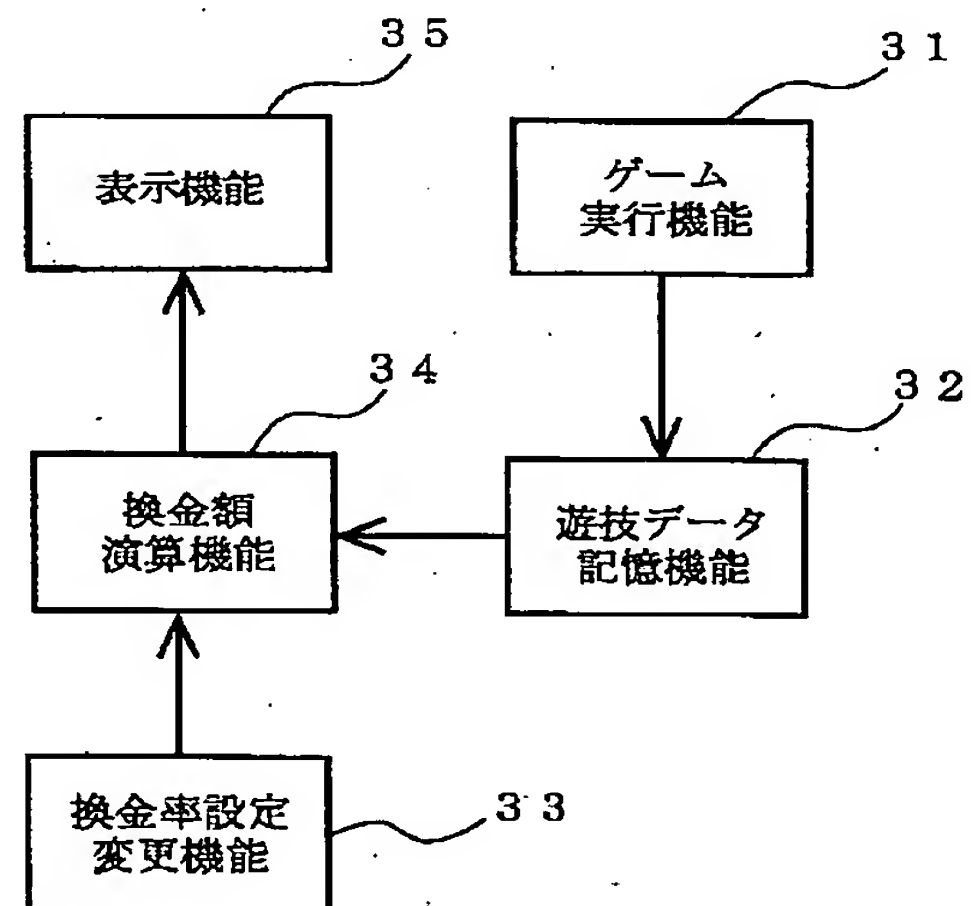 ３５
３１
表示機能
ゲーム
実行機能
３４
３２
換金額
演算機能
遊技データ
記憶機能
換金率設定
変更機能
３３